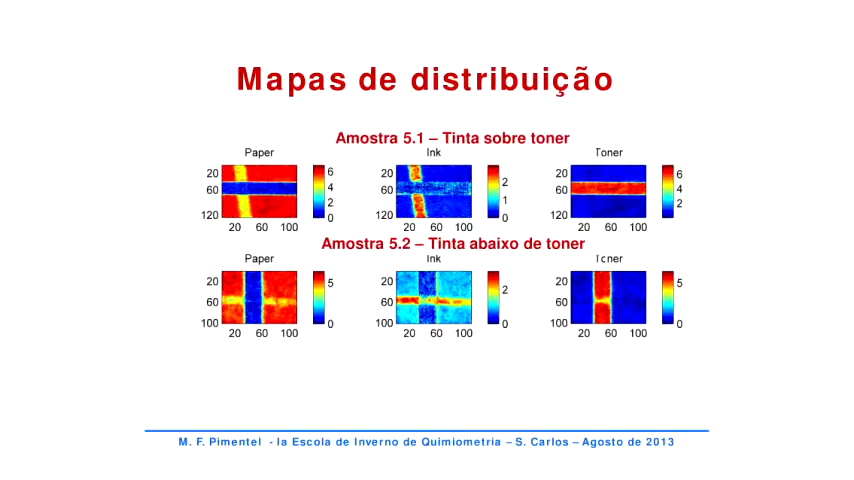 Mapas de distribuição
Amostra 5.1 – Tinta sobre toner
Paper Ink Toner
20 60 120 6 4 2 0 20 60 120 2 1 0 20 60 120 6 4 2
20 60 100 20 60 100 20 60 100
Amostra 5.2 – Tinta abaixo de toner
Paper Ink Toner
20 60 100 5 0 20 60 100 2 0 20 60 100 5 0
20 60 100 20 60 100 20 60 100
M. F. Pimentel - Ia Escola de Inverno de Quimiometria – S. Carlos – Agosto de 2013